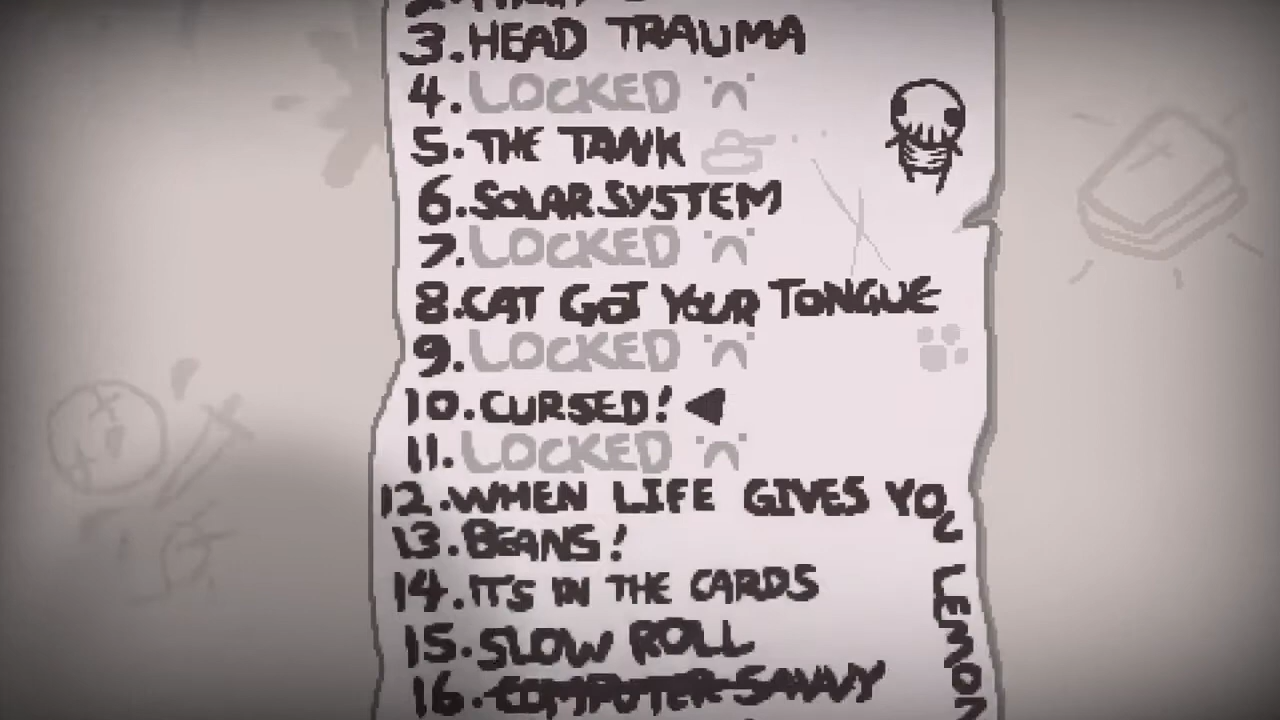 3. HEAD TRAUMA
4. LOCKED
5. THE TANK
6. SOLAR SYSTEM
7. LOCKED
8. CAT GOT YOUR TONGUE
9. LOCKED
10. CURSED!
11. LOCKED
12. WHEN LIFE GIVES YOU LEMON
13. BEANS!
14. IT'S IN THE CARDS
15. SLOW ROLL
16. COMPUTER SAVVY